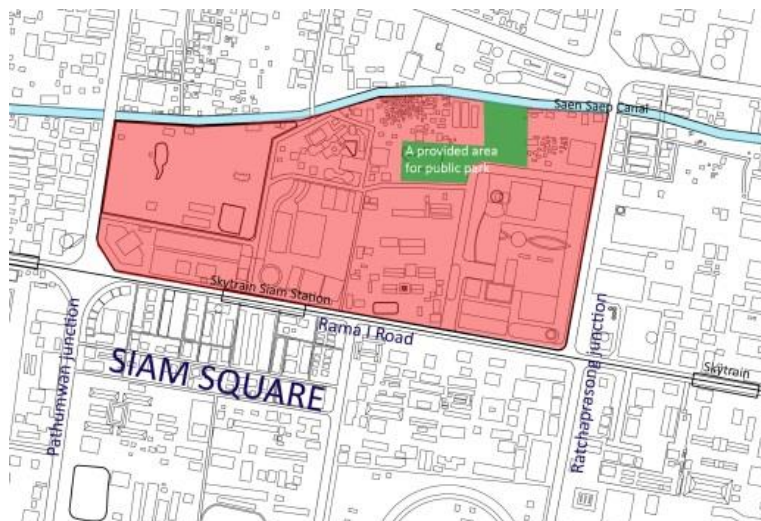 Saen Saep Canal
A provided area
for public park
Skytrain Siam Station
Rama I Road
Pathumwan junction
SIAM SQUARE
Ratchaprasong junction
Skytrain